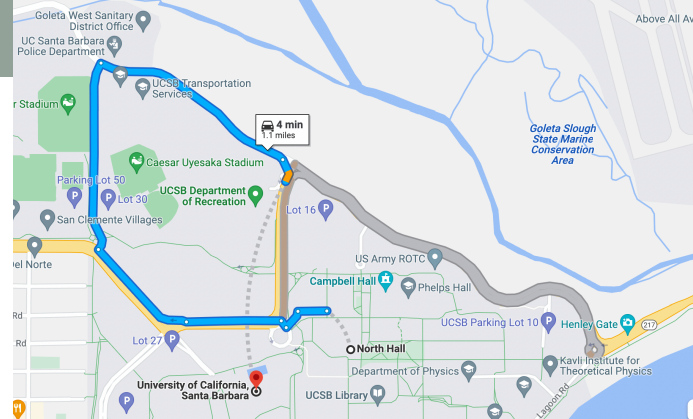 Goleta West Sanitary
District Office
Above All Av
UC Santa Barbara
Police Department
UCSB Transportation
Services
r Stadium
4 min
1.1 miles
Goleta Slough
State Marine
Conservation
Area
Caesar Uyesaka Stadium
Parking Lot 50
P
P
Lot 30
UCSB Department
of Recreation
Lot 16
P
San Clemente Villages
Del Norte
US Army ROTC
Campbell Hall
Phelps Hall
UCSB Parking Lot 10
P
Henley Gate
217
Rd
Lot 27
P
North Hall
Kavli Institute for
Theoretical Physics
Department of Physics
University of California,
Santa Barbara
UCSB Library
Lagoon Rd
Rd
P